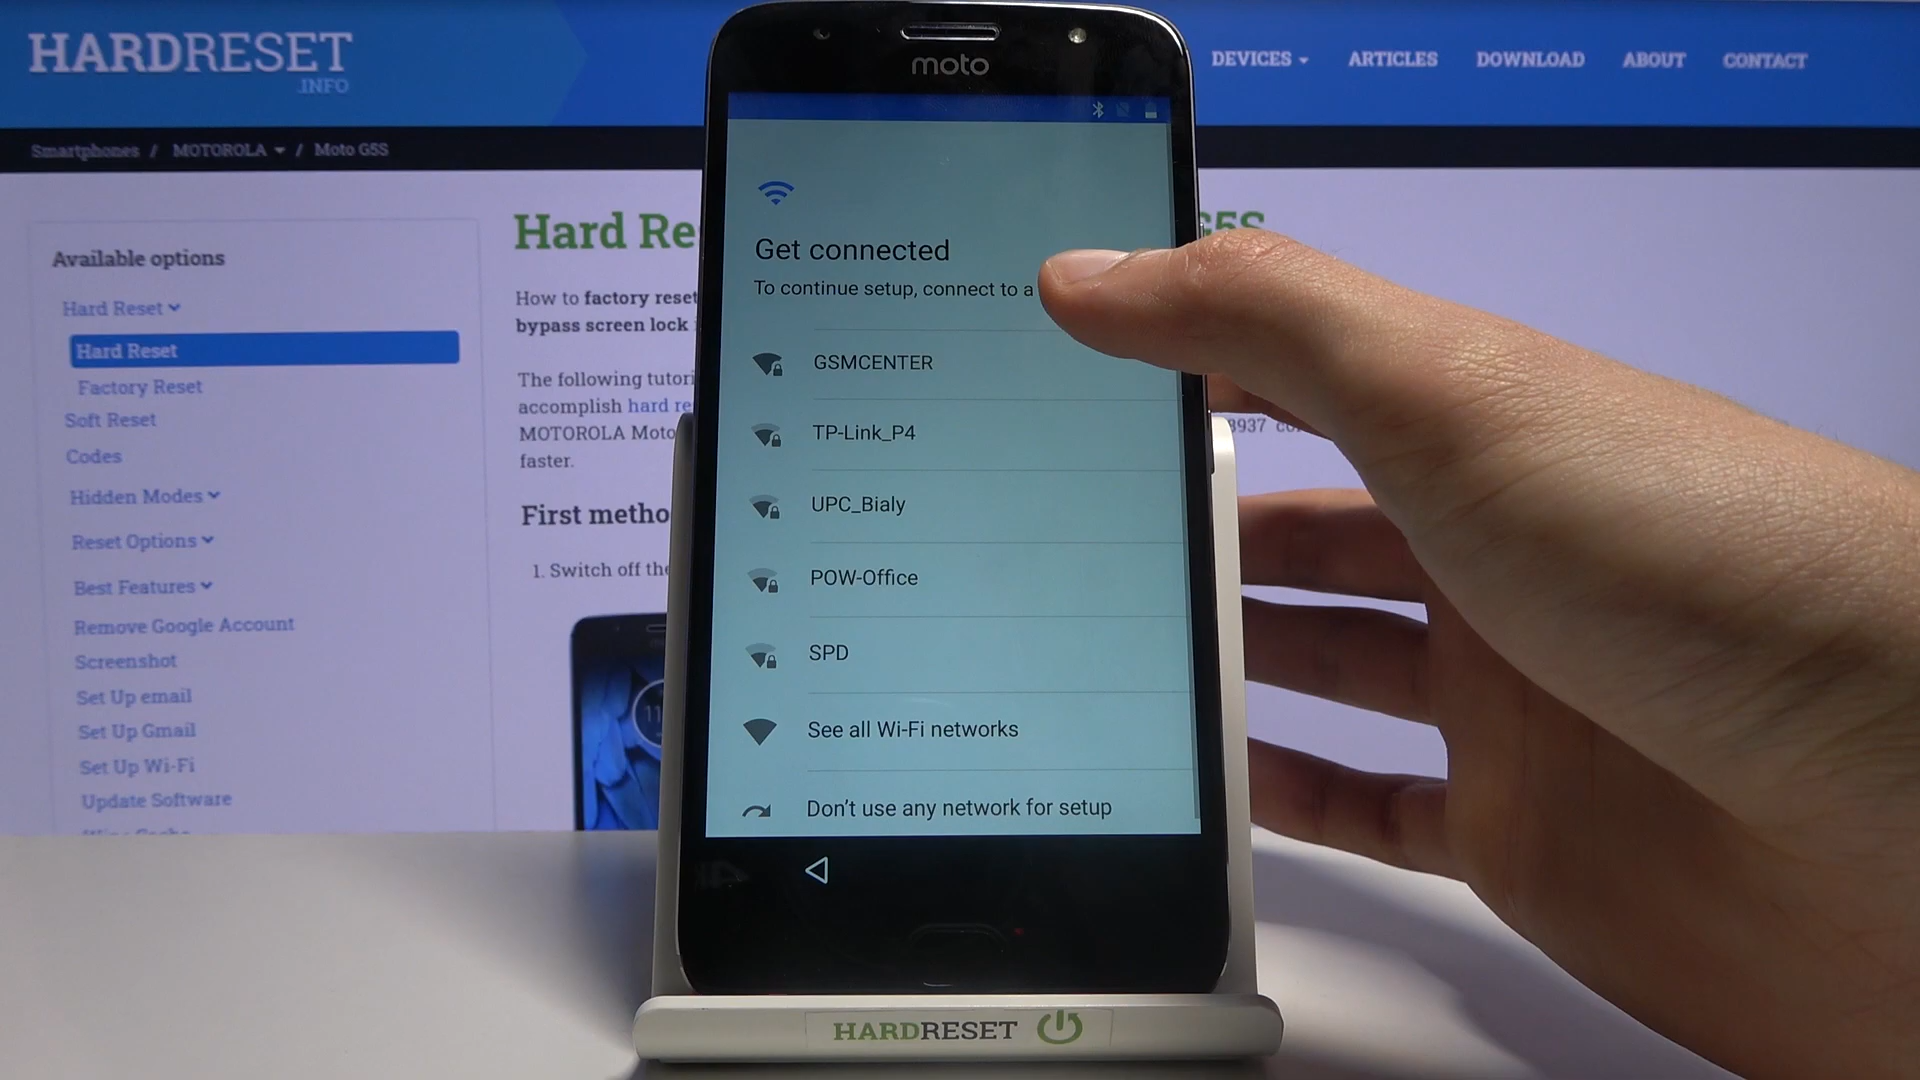 HARDRESET
.INFO
DEVICES
ARTICLES
DOWNLOAD
ABOUT
CONTACT
Smartphones / MOTOROLA / Moto G5S
Available options
Hard Reset
Hard Reset
Factory Reset
Soft Reset
Codes
Hidden Modes
Reset Options
Best Features
Remove Google Account
Screenshot
Set Up email
Set Up Gmail
Set Up Wi-Fi
Update Software
Hard Re
G5S
How to factory reset
bypass screen lock
The following tutori
accomplish hard re
MOTOROLA Moto
faster.
8937
First metho
1. Switch off the
11
moto
Get connected
To continue setup, connect to a
GSMCENTER
TP-Link_P4
UPC_Bialy
POW-Office
SPD
See all Wi-Fi networks
Don't use any network for setup
HARDRESET